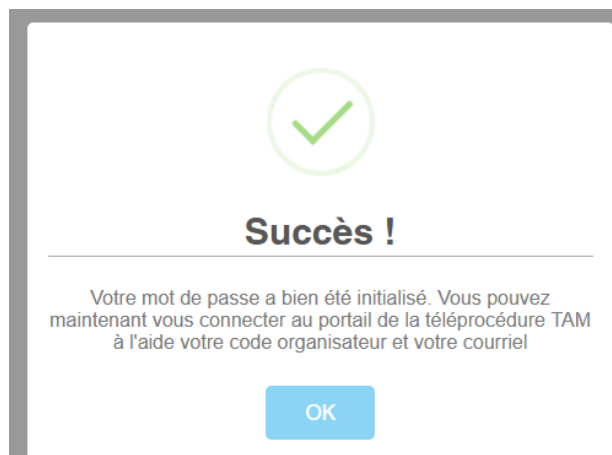 Succès !
Votre mot de passe a bien été initialisé. Vous pouvez
maintenant vous connecter au portail de la téléprocédure TAM
à l'aide votre code organisateur et votre courriel
OK